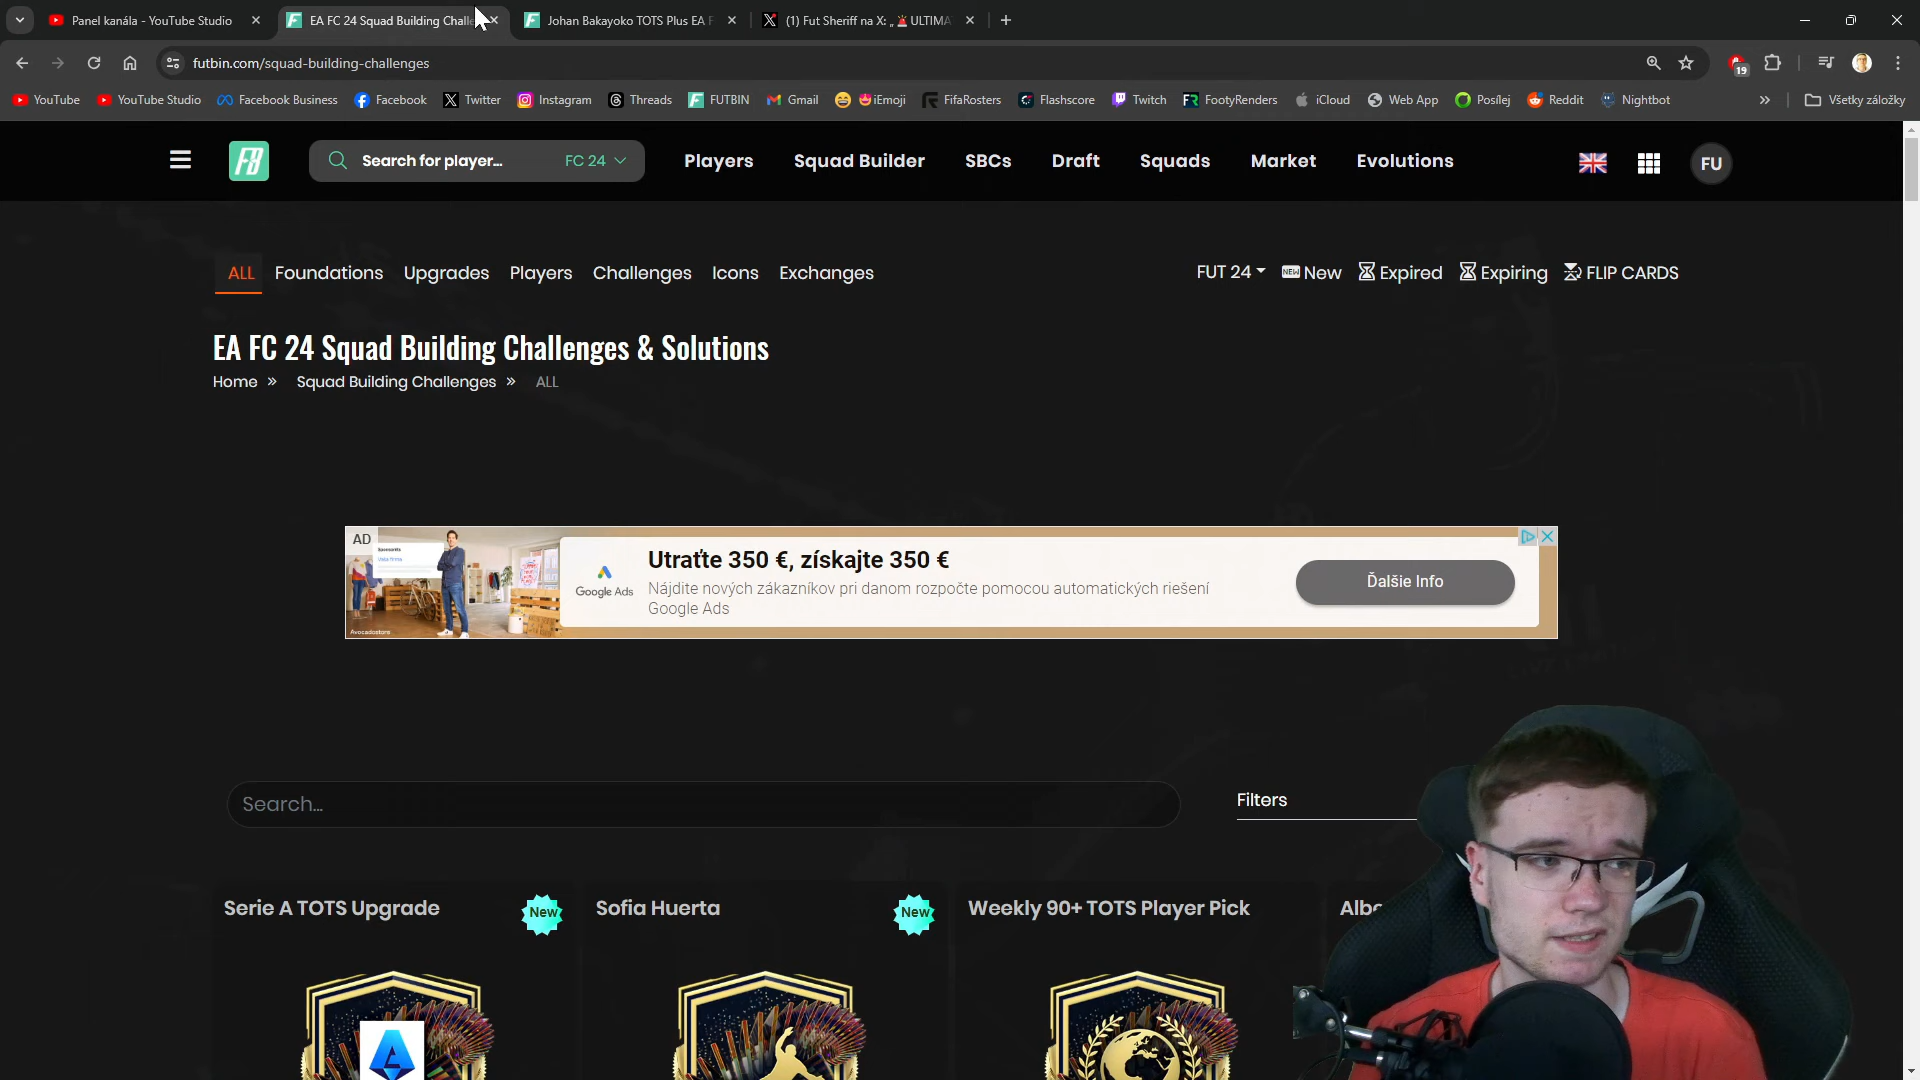 Panel kanála - YouTube Studio
EA FC 24 Squad Building Challe
Johan Bakayoko TOTS Plus EA F
(1) Fut Sheriff na X: „🚨ULTIMA
futbin.com/squad-building-challenges
19
YouTube
YouTube Studio
Facebook Business
Facebook
Twitter
Instagram
Threads
FUTBIN
Gmail
iEmoji
FifaRosters
Flashscore
Twitch
FootyRenders
iCloud
Web App
Posílej
Reddit
Nightbot
»
Všetky záložky
Search for player...
FC 24
Players
Squad Builder
SBCs
Draft
Squads
Market
Evolutions
FU
ALL
Foundations
Upgrades
Players
Challenges
Icons
Exchanges
FUT 24
NEW New
Expired
Expiring
FLIP CARDS
EA FC 24 Squad Building Challenges & Solutions
Home » Squad Building Challenges » ALL
AD
Avocadostore
Google Ads
Utraťte 350 €, získajte 350 €
Nájdite nových zákazníkov pri danom rozpočte pomocou automatických riešení
Google Ads
Ďalšie Info
Search...
Filters
Serie A TOTS Upgrade
New
Sofia Huerta
New
Weekly 90+ TOTS Player Pick